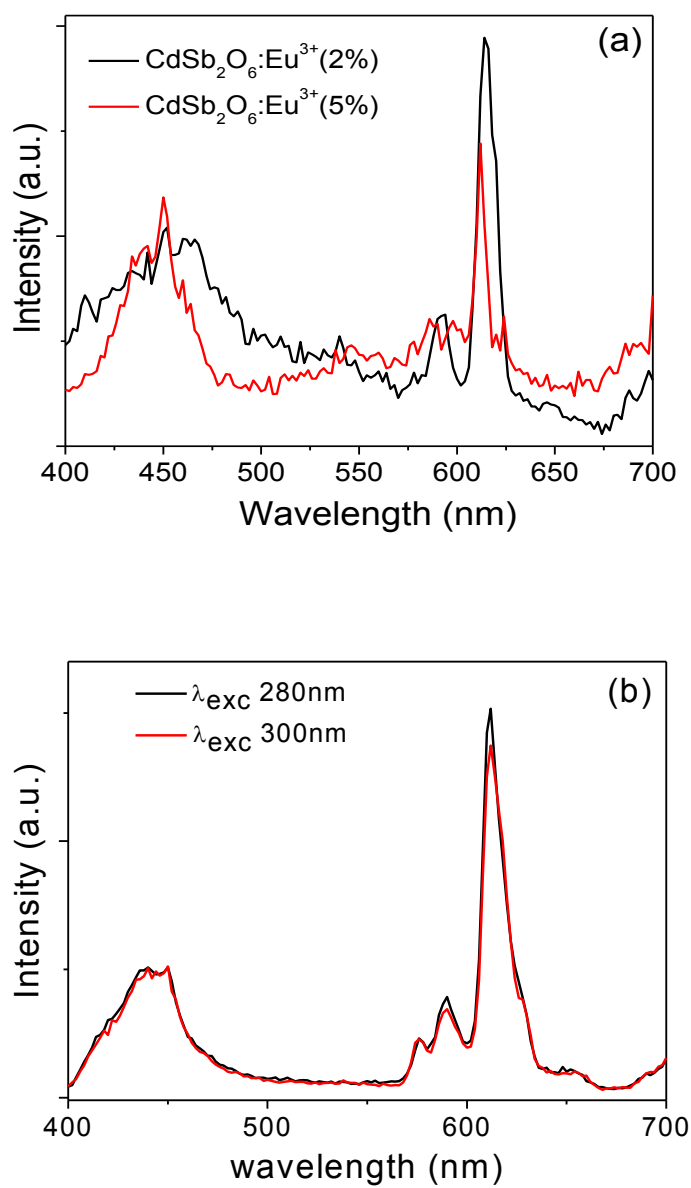 (a)
CdSb₂O₆:Eu³⁺(2%)
CdSb₂O₆:Eu³⁺(5%)
Intensity (a.u.)
400 450 500 550 600 650 700
Wavelength (nm)
(b)
λexc 280nm
λexc 300nm
Intensity (a.u.)
400 500 600 700
wavelength (nm)